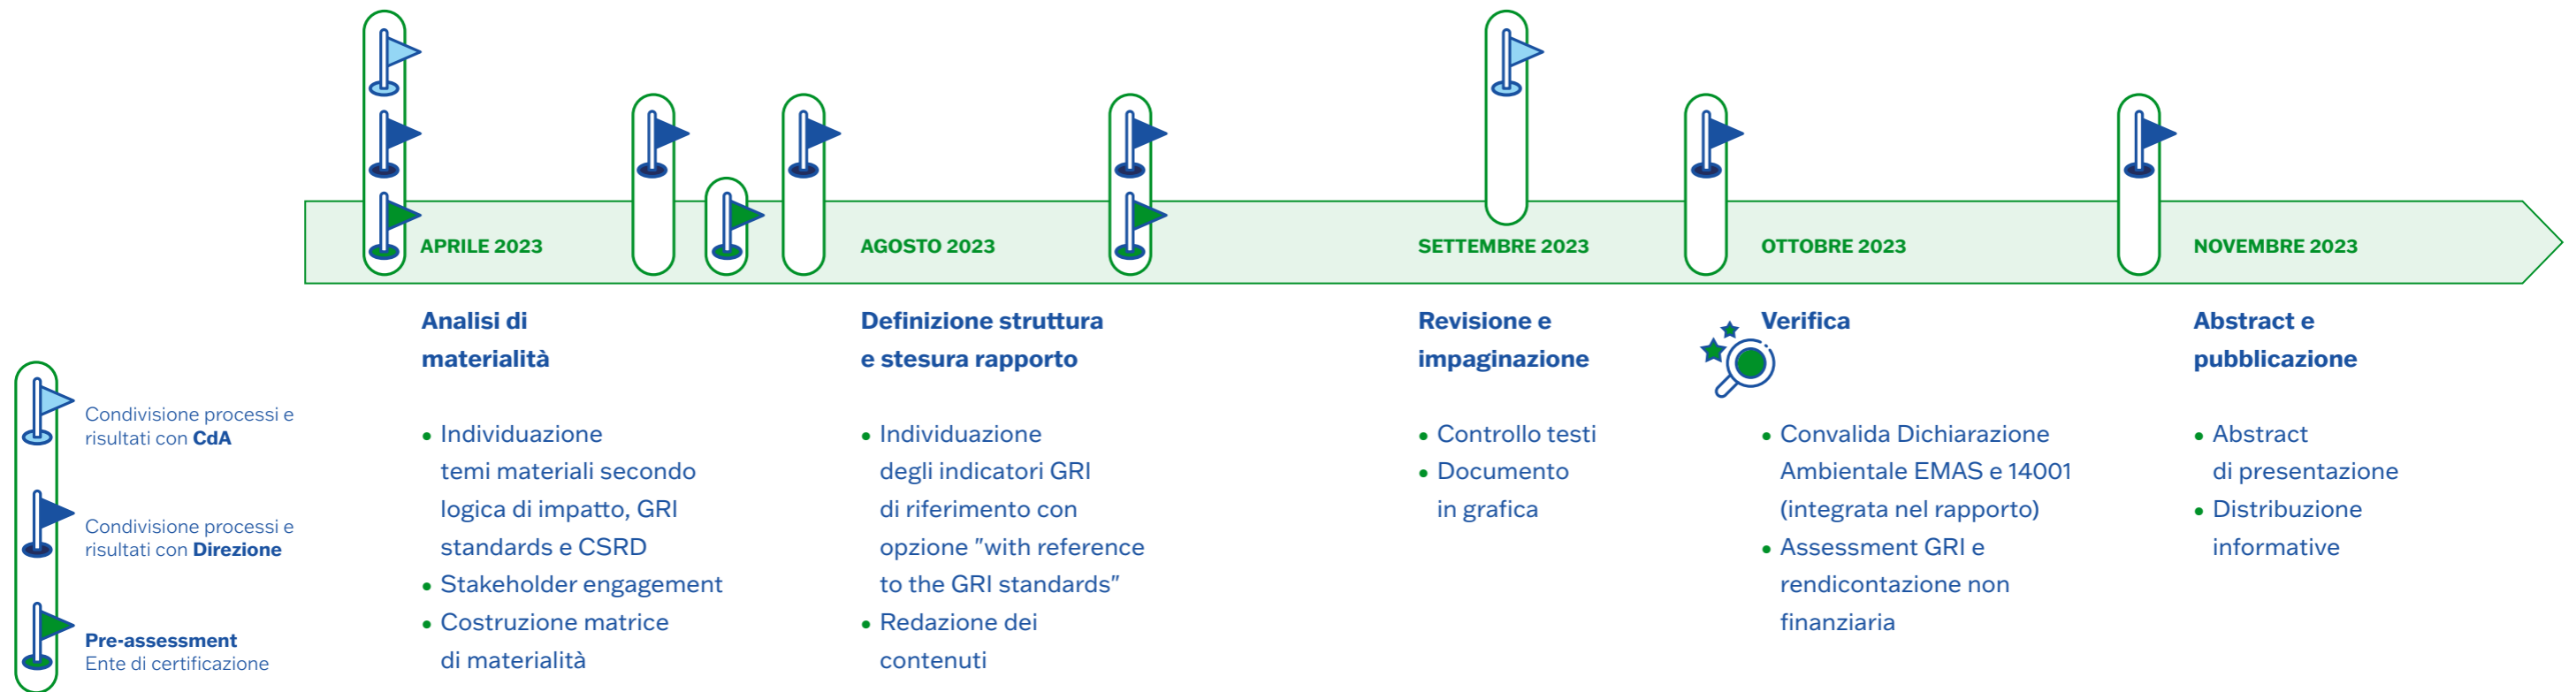 APRILE 2023
AGOSTO 2023
SETTEMBRE 2023
OTTOBRE 2023
NOVEMBRE 2023
Condivisione processi e
risultati con CdA
Condivisione processi e
risultati con Direzione
Pre-assessment
Ente di certificazione
Analisi di
materialità
• Individuazione
temi materiali secondo
logica di impatto, GRI
standards e CSRD
• Stakeholder engagement
• Costruzione matrice
di materialità
Definizione struttura
e stesura rapporto
• Individuazione
degli indicatori GRI
di riferimento con
opzione "with reference
to the GRI standards"
• Redazione dei
contenuti
Revisione e
impaginazione
• Controllo testi
• Documento
in grafica
Verifica
• Convalida Dichiarazione
Ambientale EMAS e 14001
(integrata nel rapporto)
• Assessment GRI e
rendicontazione non
finanziaria
Abstract e
pubblicazione
• Abstract
di presentazione
• Distribuzione
informative